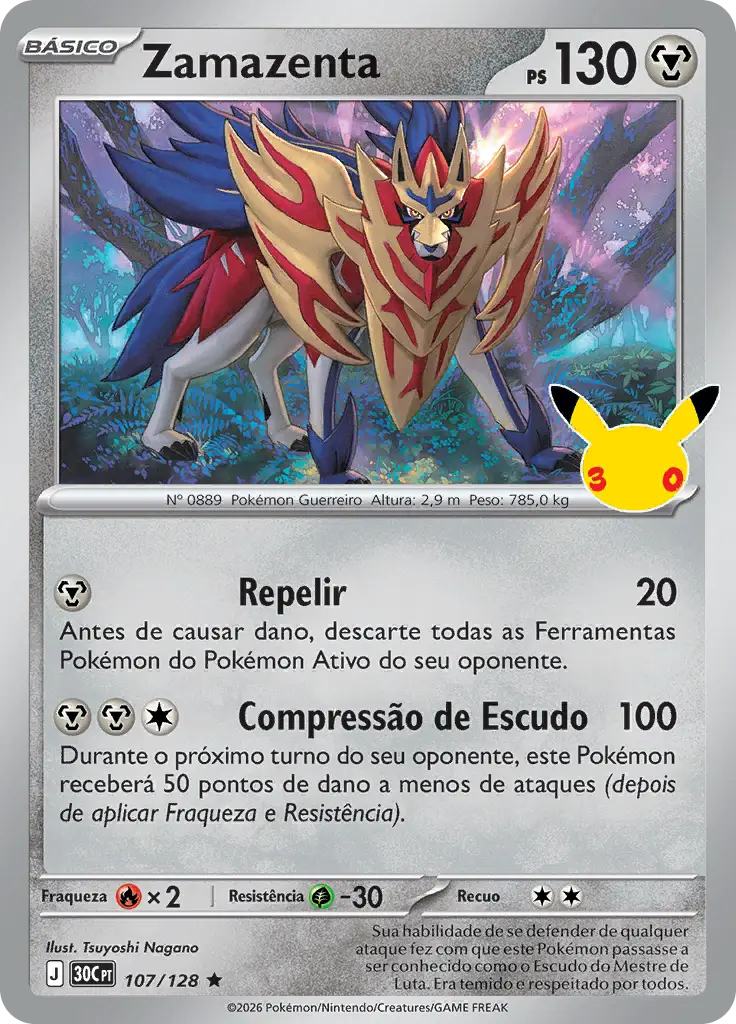 BÁSICO
Zamazenta
PS 130
30
Nº 0889 Pokémon Guerreiro Altura: 2,9 m Peso: 785,0 kg
Repelir 20
Antes de causar dano, descarte todas as Ferramentas
Pokémon do Pokémon Ativo do seu oponente.
Compressão de Escudo 100
Durante o próximo turno do seu oponente, este Pokémon
receberá 50 pontos de dano a menos de ataques (depois
de aplicar Fraqueza e Resistência).
Fraqueza ×2 Resistência -30 Recuo
Ilust. Tsuyoshi Nagano
J 30C PT 107/128 ★
Sua habilidade de se defender de qualquer
ataque fez com que este Pokémon passasse a
ser conhecido como o Escudo do Mestre de
Luta. Era temido e respeitado por todos.
©2026 Pokémon/Nintendo/Creatures/GAME FREAK